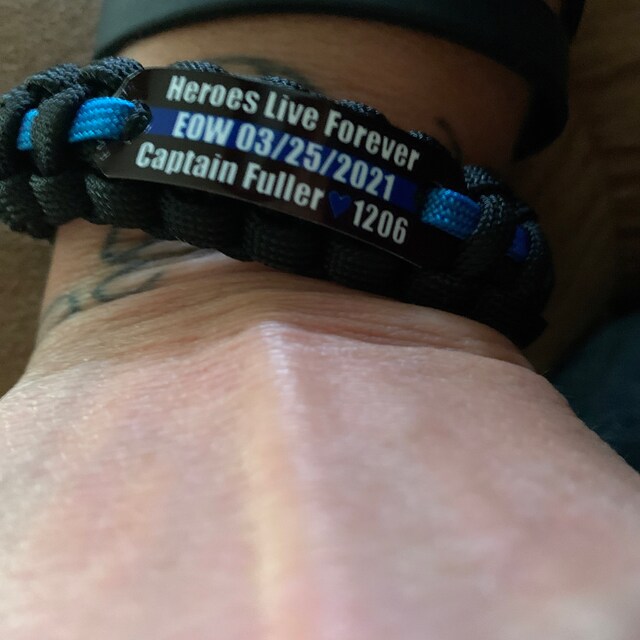 Heroes Live Forever
EOW 03/25/2021
Captain Fuller 💙 1206